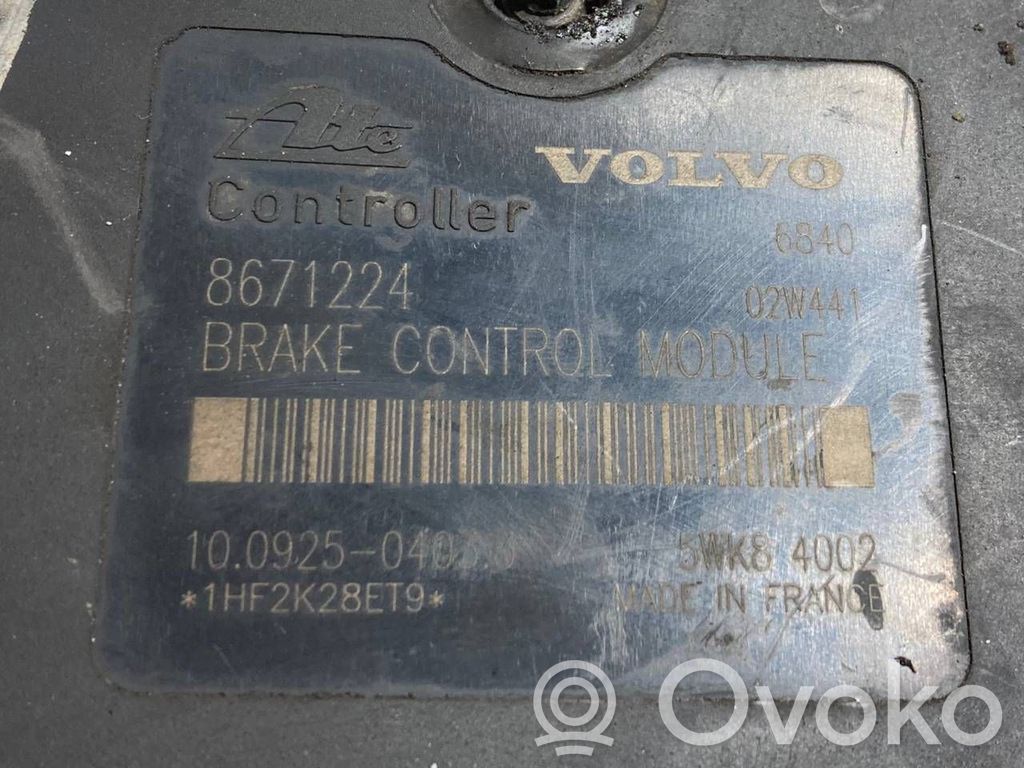 Ate VOLVO
Controller
6840
8671224 02W441
BRAKE CONTROL MODULE
5WK8 4002
*1HF2K28ET9* MADE IN FRANCE
Ovoko